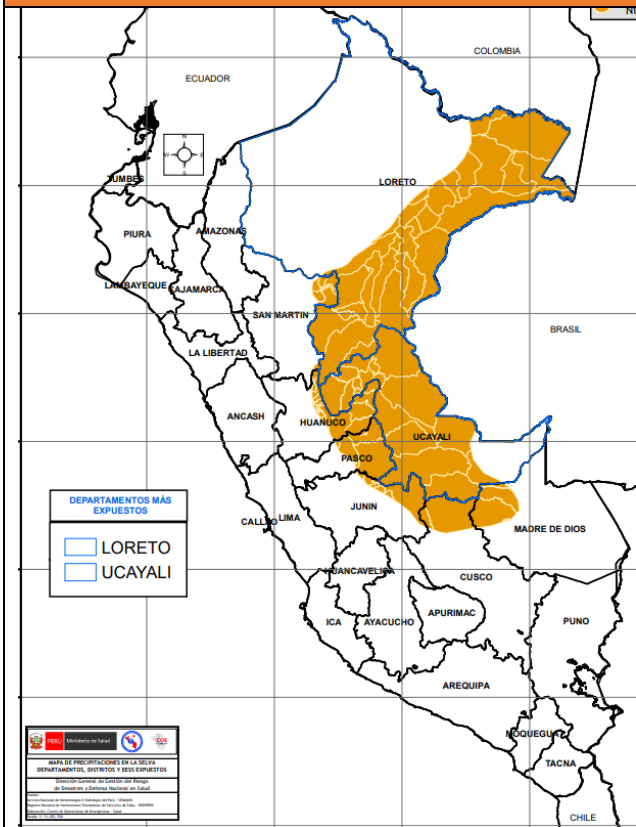 COLOMBIA
ECUADOR
N
W
E
S
LORETO
TUMBES
PIURA
AMAZONAS
LAMBAYEQUE
CAJAMARCA
SAN MARTIN
BRASIL
LA LIBERTAD
ANCASH
HUANUCO
UCAYALI
PASCO
DEPARTAMENTOS MÁS
EXPUESTOS
LORETO
UCAYALI
CALLAO
LIMA
JUNIN
MADRE DE DIOS
HUANCAVELICA
CUSCO
ICA
AYACUCHO
APURIMAC
PUNO
AREQUIPA
MOQUEGUA
TACNA
CHILE
PERÚ
Ministerio de Salud
COE
MAPA DE PRECIPITACIONES EN LA SELVA
DEPARTAMENTOS, DISTRITOS Y EESS EXPUESTOS
Dirección General de Gestión del Riesgo
de Desastres y Defensa Nacional en Salud